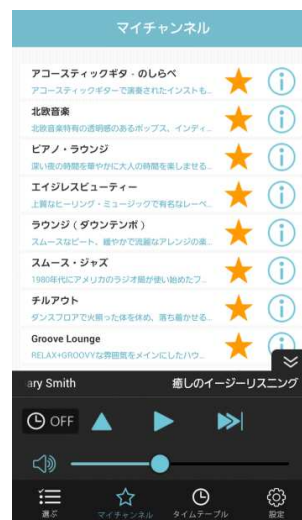 マイチャンネル
アコースティックギタ - のしらべ
アコースティックギターで演奏されたインストも...
北欧音楽
北欧音楽特有の透明感のあるポップス、インディ...
ピアノ・ラウンジ
深い夜の時間を華やかに大人の時間を楽しませる...
エイジレスビューティー
上質なヒーリング・ミュージックで有名なレーベ...
ラウンジ（ダウンテンポ）
スムースなビート、緩やかで流麗なアレンジの楽...
スムース・ジャズ
1980年代にアメリカのラジオ局が使い始めたフ...
チルアウト
ダンスフロアで火照った体を休め、落ち着かせる...
Groove Lounge
RELAX+GROOVYな雰囲気をメインにしたハウ...
ary Smith 癒しのイージーリスニング
OFF
選ぶ マイチャンネル タイムテーブル 設定